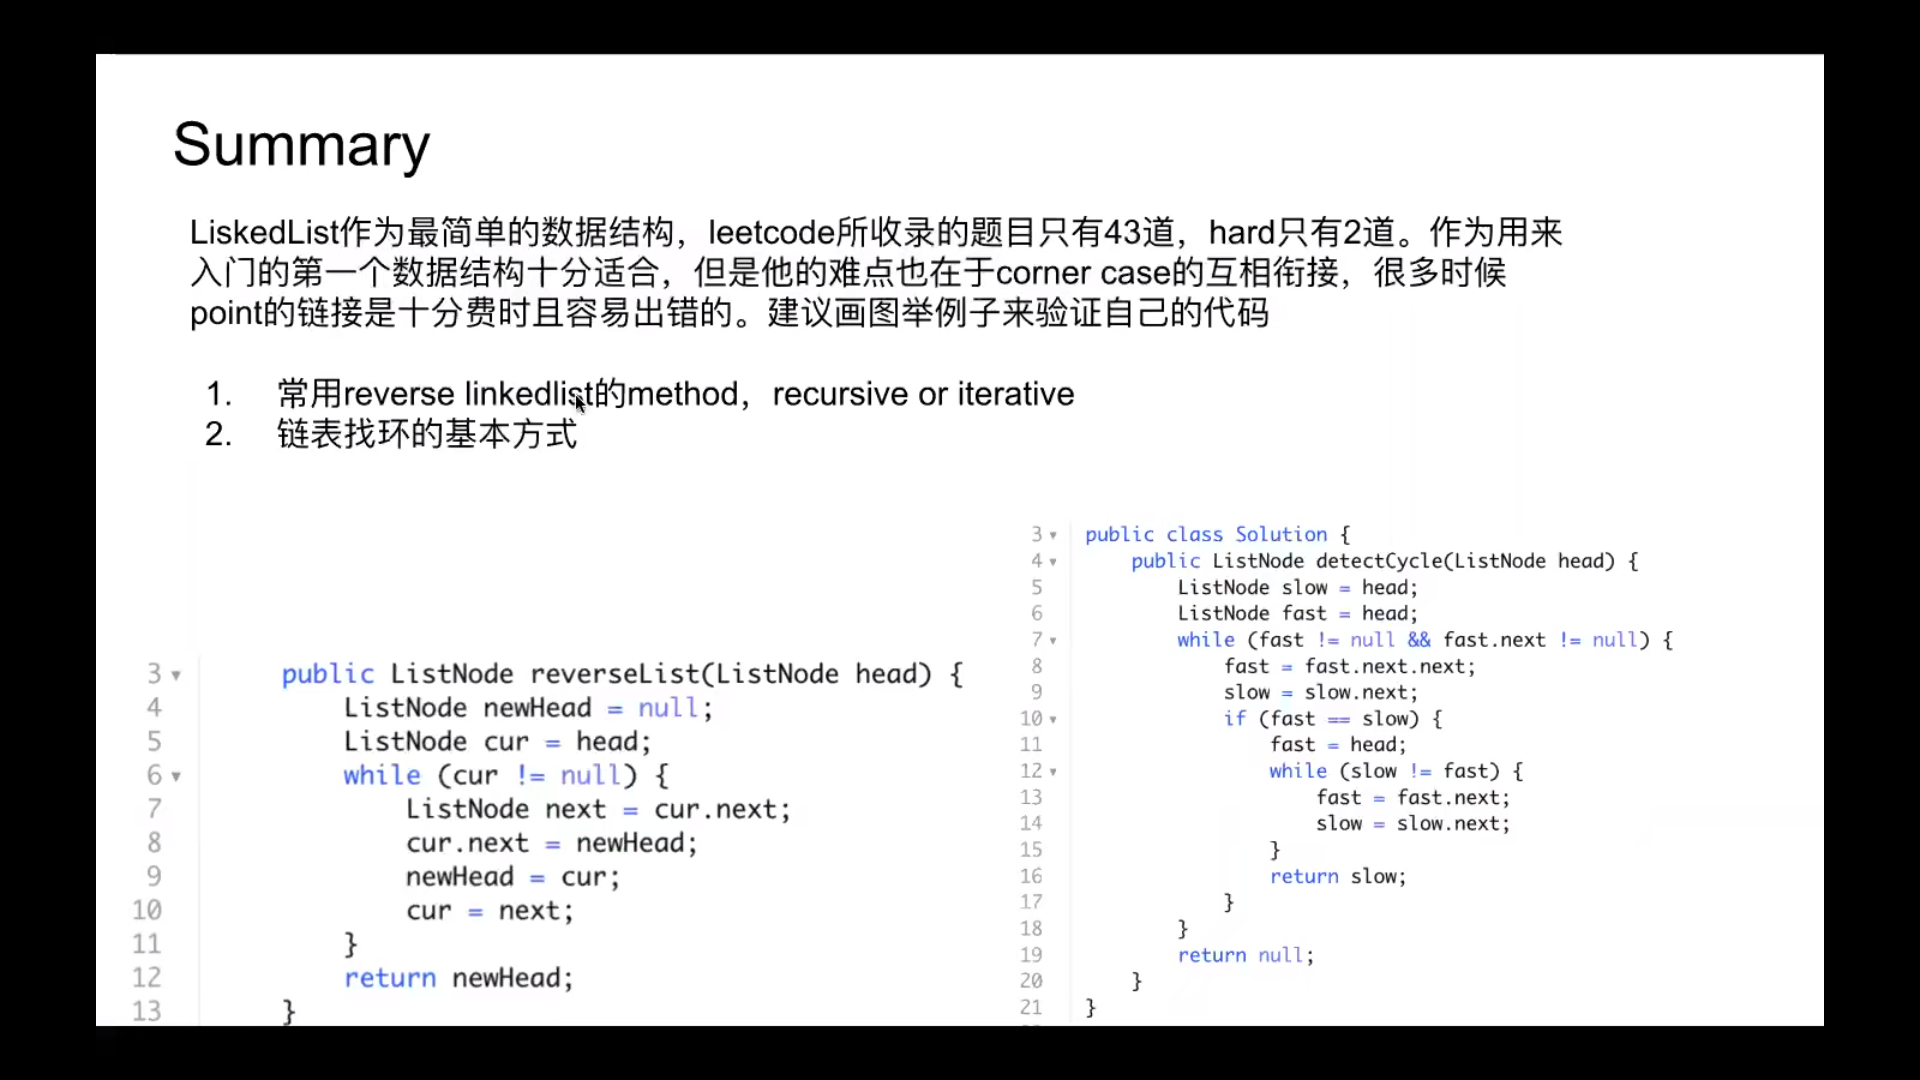 Summary
LiskedList作为最简单的数据结构，leetcode所收录的题目只有43道，hard只有2道。作为用来
入门的第一个数据结构十分适合，但是他的难点也在于corner case的互相衔接，很多时候
point的链接是十分费时且容易出错的。建议画图举例子来验证自己的代码
1. 常用reverse linkedlist的method，recursive or iterative
2. 链表找环的基本方式
3 public ListNode reverseList(ListNode head) {
4 ListNode newHead = null;
5 ListNode cur = head;
6 while (cur != null) {
7 ListNode next = cur.next;
8 cur.next = newHead;
9 newHead = cur;
10 cur = next;
11 }
12 return newHead;
13 }
3 public class Solution {
4 public ListNode detectCycle(ListNode head) {
5 ListNode slow = head;
6 ListNode fast = head;
7 while (fast != null && fast.next != null) {
8 fast = fast.next.next;
9 slow = slow.next;
10 if (fast == slow) {
11 fast = head;
12 while (slow != fast) {
13 fast = fast.next;
14 slow = slow.next;
15 }
16 return slow;
17 }
18 }
19 return null;
20 }
21 }